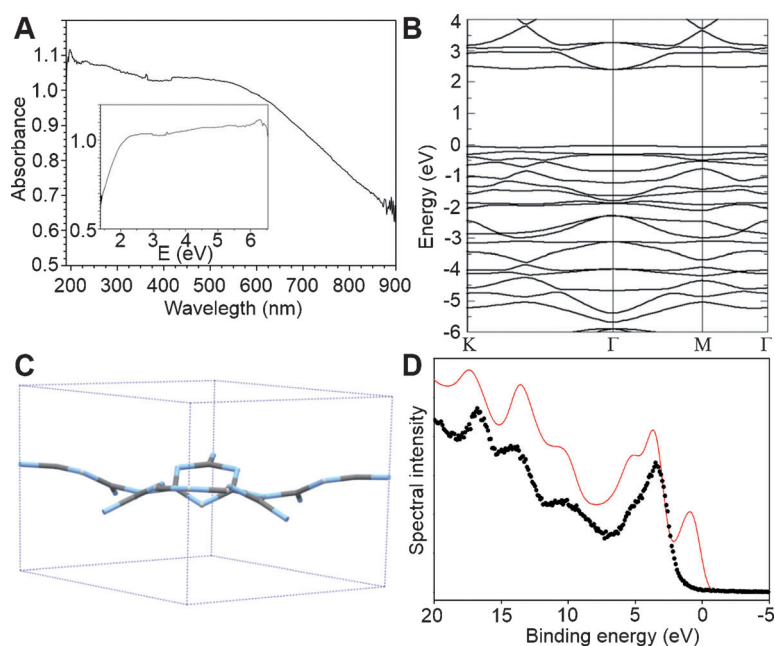 A
1.1
1.0
0.9
0.8
0.7
0.6
0.5
Absorbance
1.0
0.5
2 3 4 5 6
E (eV)
200 300 400 500 600 700 800 900
Wavelegth (nm)
B
4
3
2
1
0
-1
-2
-3
-4
-5
-6
Energy (eV)
K Γ M Γ
C
D
Spectral intensity
20 15 10 5 0 -5
Binding energy (eV)